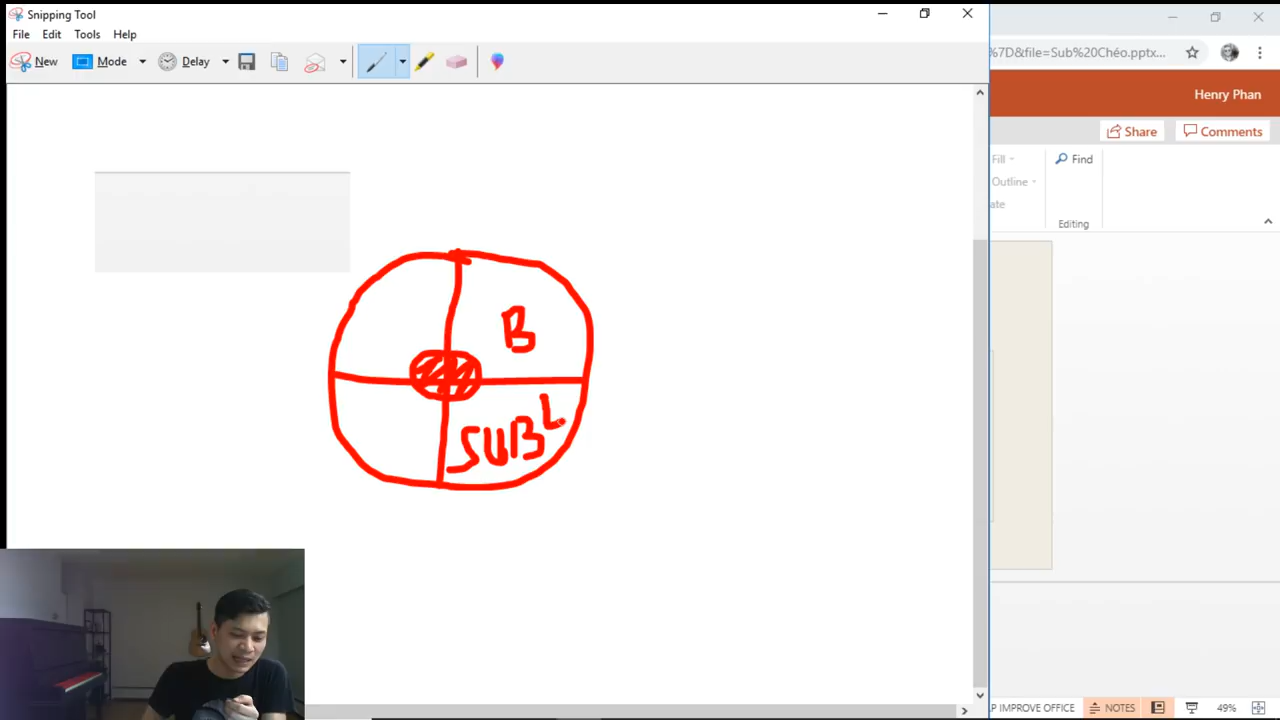 Snipping Tool
File Edit Tools Help
New Mode Delay
%7D&file=Sub%20Chéo.pptx...
Henry Phan
Share Comments
Fill Find
Outline
Editing
B
SUB L
IMPROVE OFFICE NOTES 49%